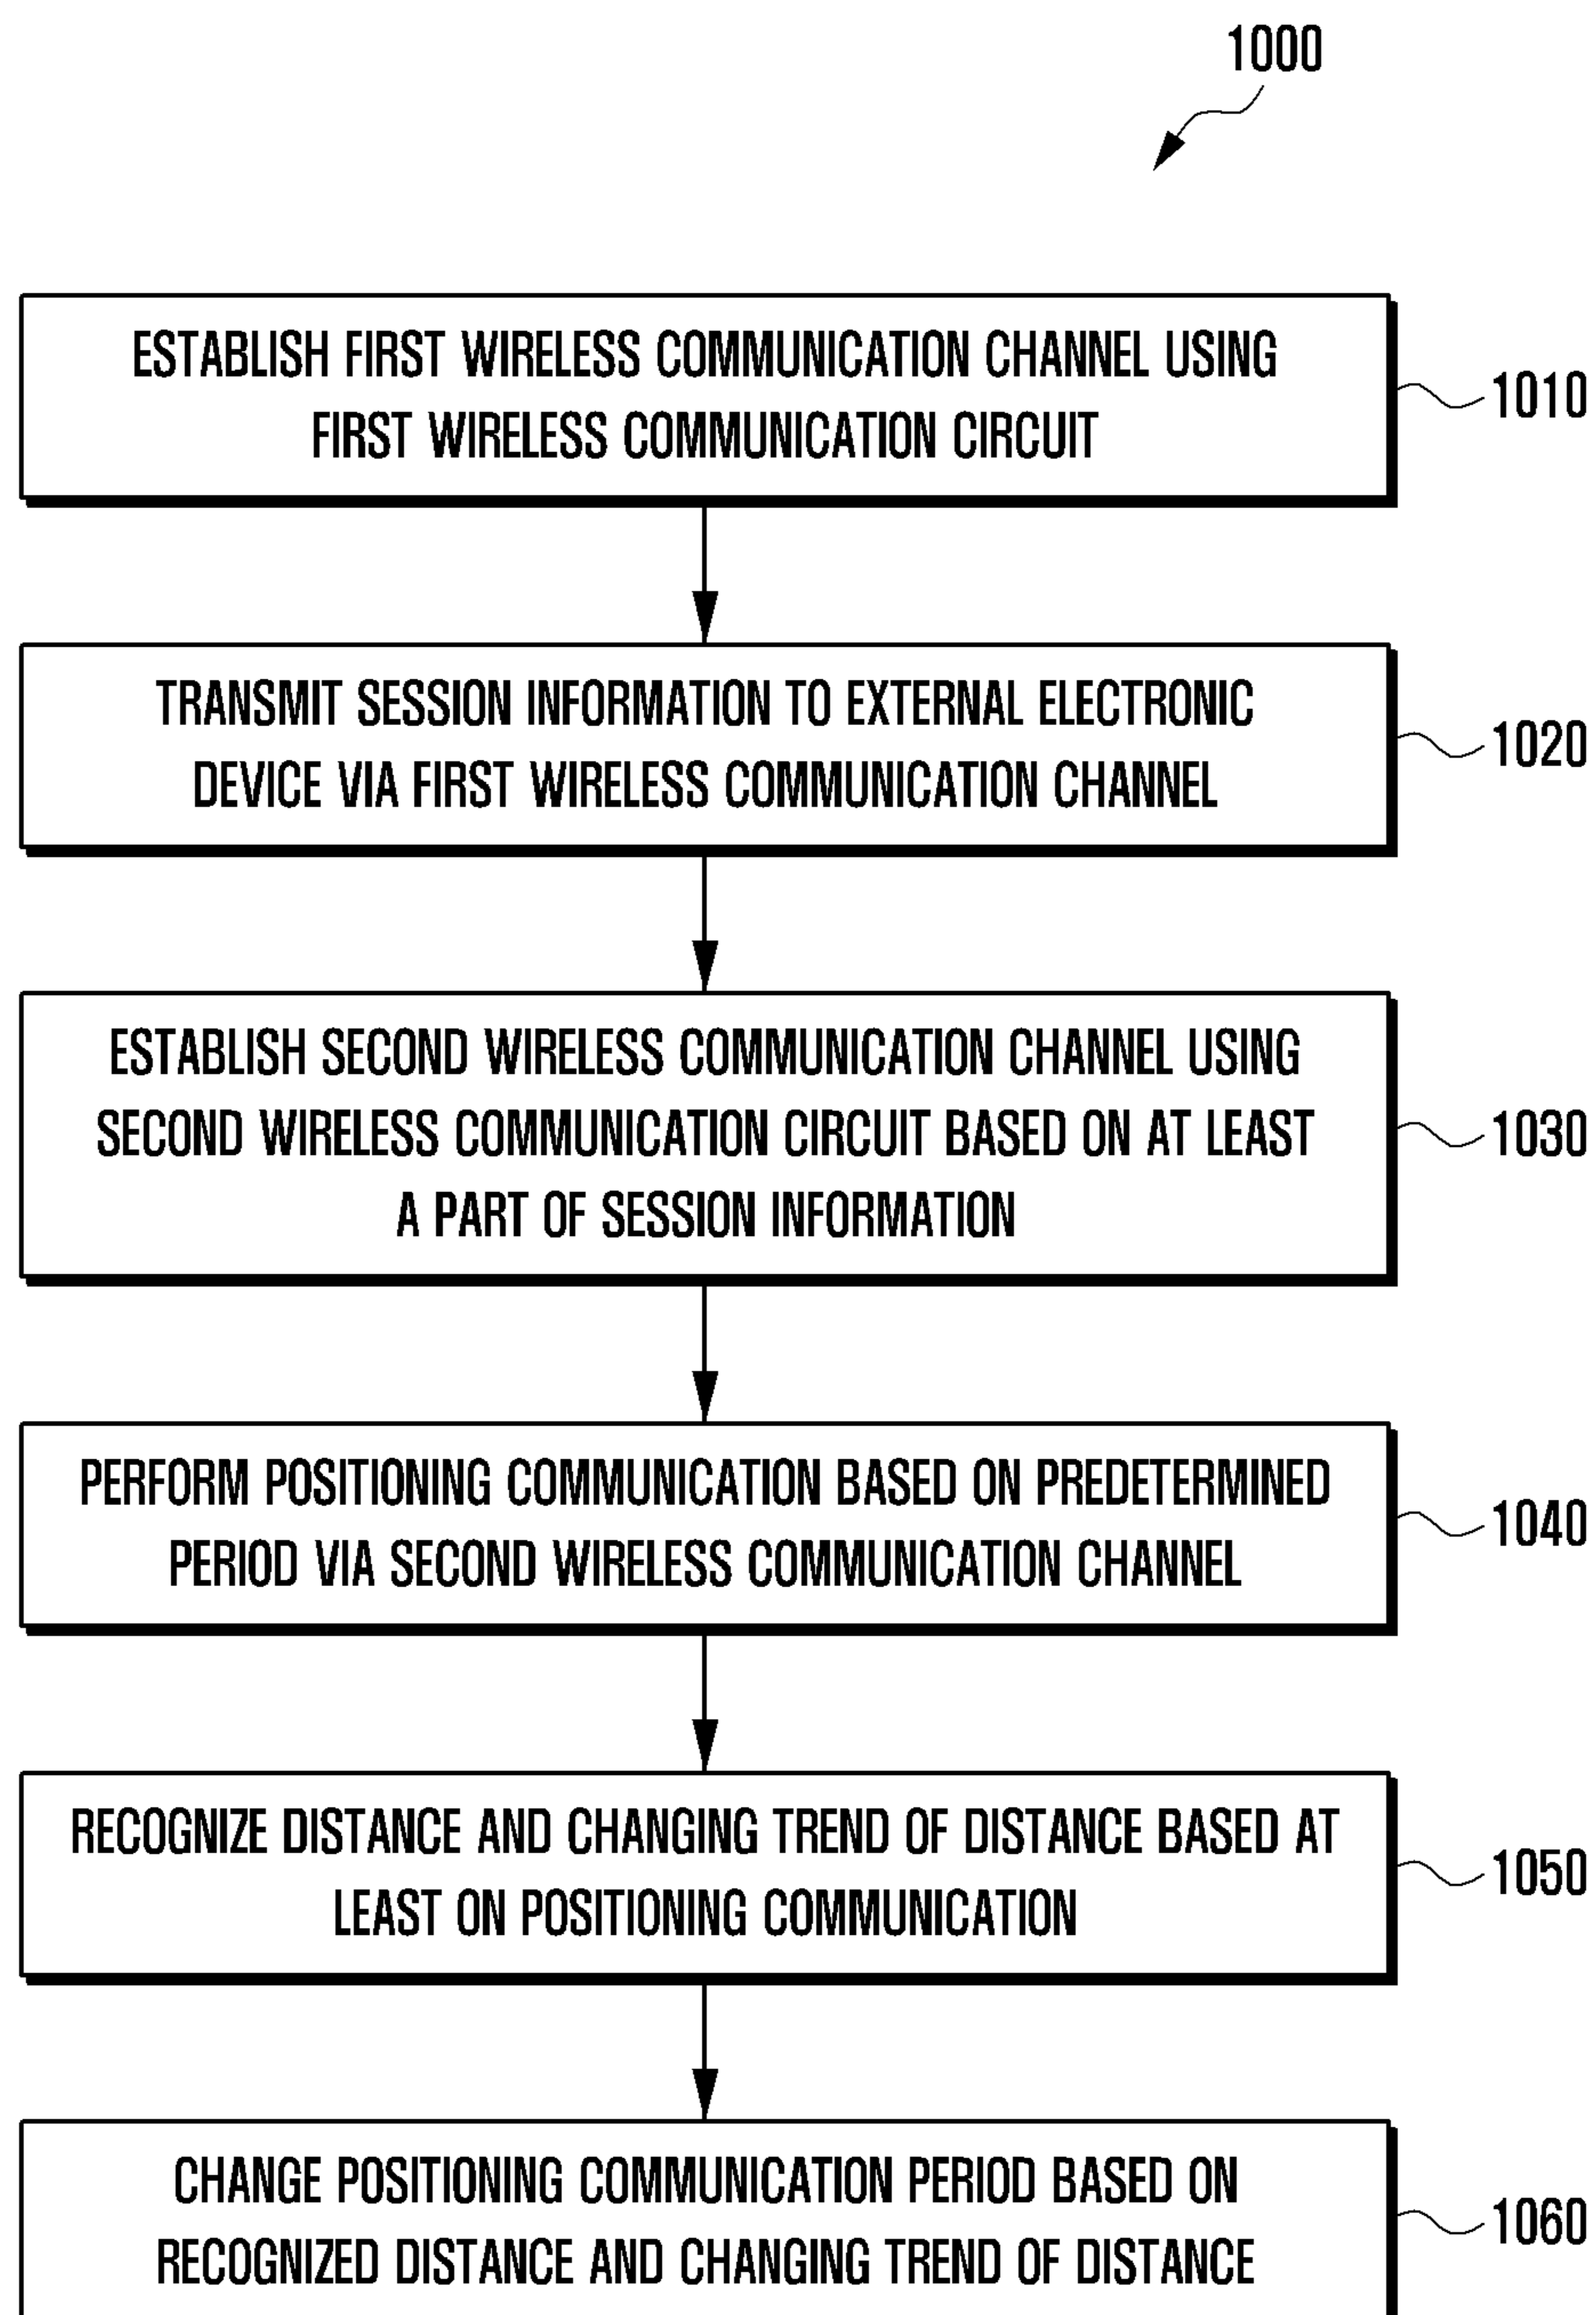 1000
ESTABLISH FIRST WIRELESS COMMUNICATION CHANNEL USING
FIRST WIRELESS COMMUNICATION CIRCUIT
1010
TRANSMIT SESSION INFORMATION TO EXTERNAL ELECTRONIC
DEVICE VIA FIRST WIRELESS COMMUNICATION CHANNEL
1020
ESTABLISH SECOND WIRELESS COMMUNICATION CHANNEL USING
SECOND WIRELESS COMMUNICATION CIRCUIT BASED ON AT LEAST
A PART OF SESSION INFORMATION
1030
PERFORM POSITIONING COMMUNICATION BASED ON PREDETERMINED
PERIOD VIA SECOND WIRELESS COMMUNICATION CHANNEL
1040
RECOGNIZE DISTANCE AND CHANGING TREND OF DISTANCE BASED AT
LEAST ON POSITIONING COMMUNICATION
1050
CHANGE POSITIONING COMMUNICATION PERIOD BASED ON
RECOGNIZED DISTANCE AND CHANGING TREND OF DISTANCE
1060